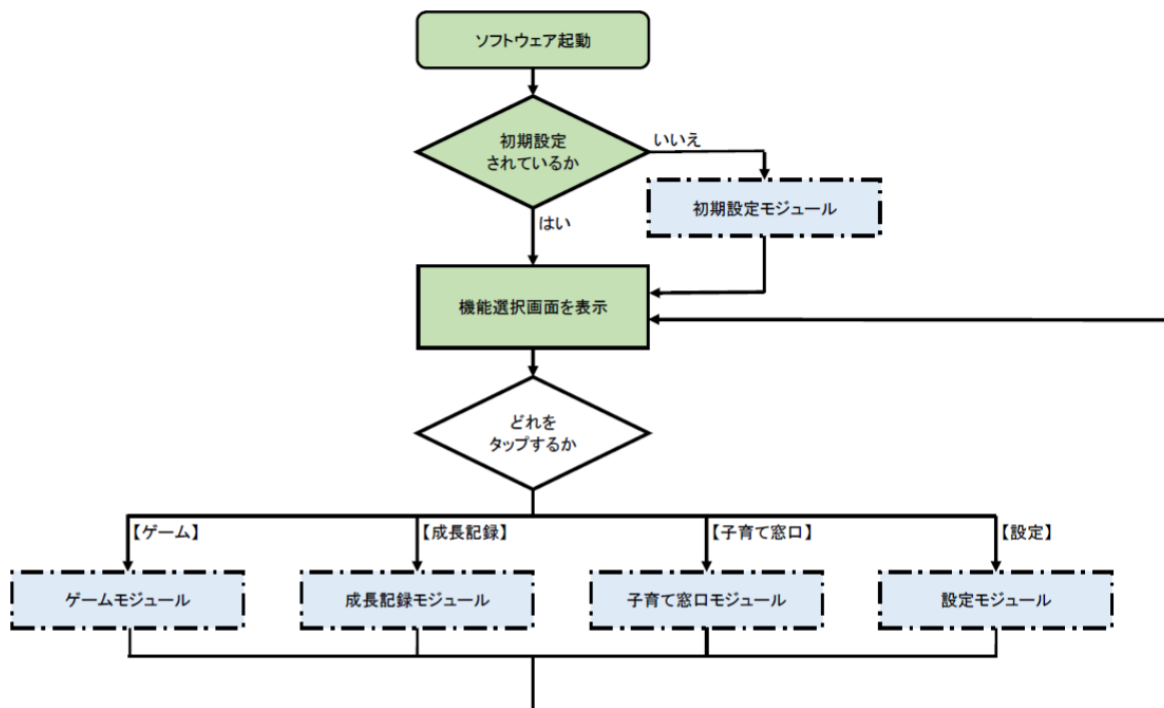 ソフトウェア起動
初期設定
されているか
いいえ
初期設定モジュール
はい
機能選択画面を表示
どれを
タップするか
【ゲーム】
【成長記録】
【子育て窓口】
【設定】
ゲームモジュール
成長記録モジュール
子育て窓口モジュール
設定モジュール